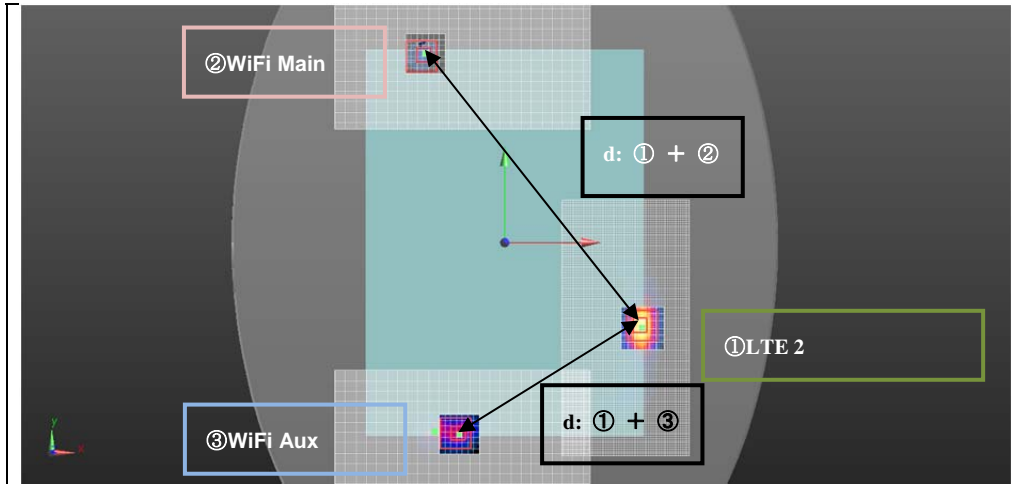 ②WiFi Main
d: ① + ②
①LTE 2
③WiFi Aux
d: ① + ③
y
x